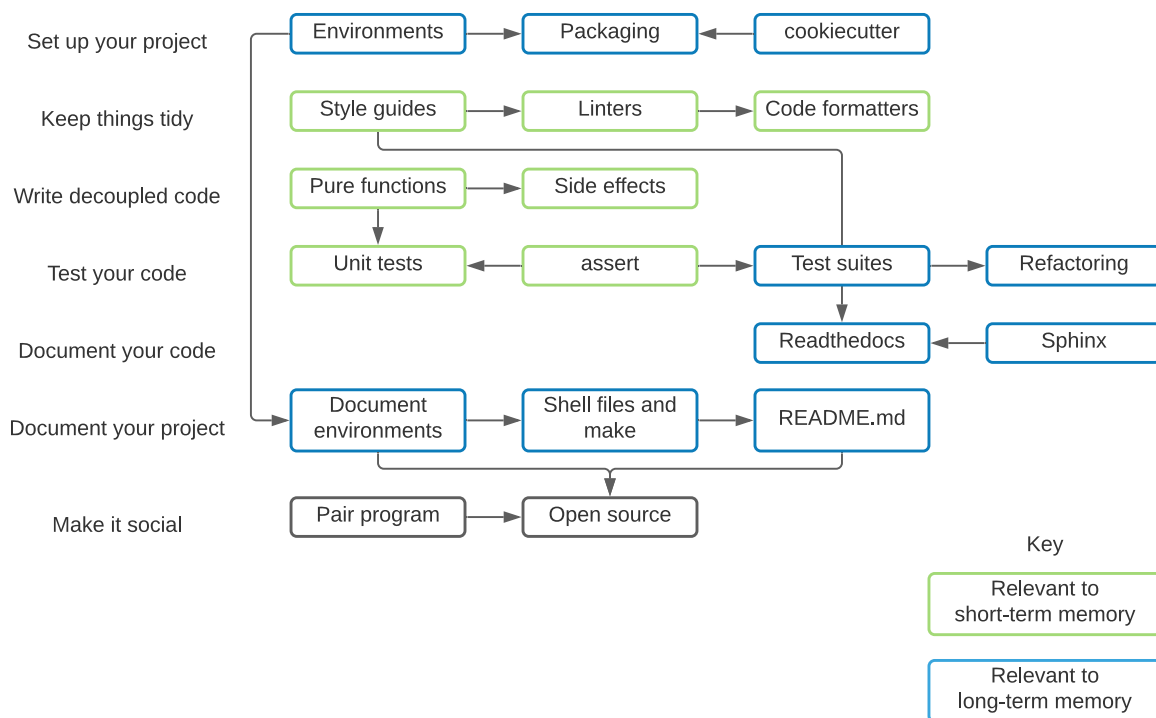 Set up your project
Environments
Packaging
cookiecutter
Keep things tidy
Style guides
Linters
Code formatters
Write decoupled code
Pure functions
Side effects
Test your code
Unit tests
assert
Test suites
Refactoring
Document your code
Readthedocs
Sphinx
Document your project
Document
environments
Shell files and
make
README.md
Make it social
Pair program
Open source
Key
Relevant to
short-term memory
Relevant to
long-term memory